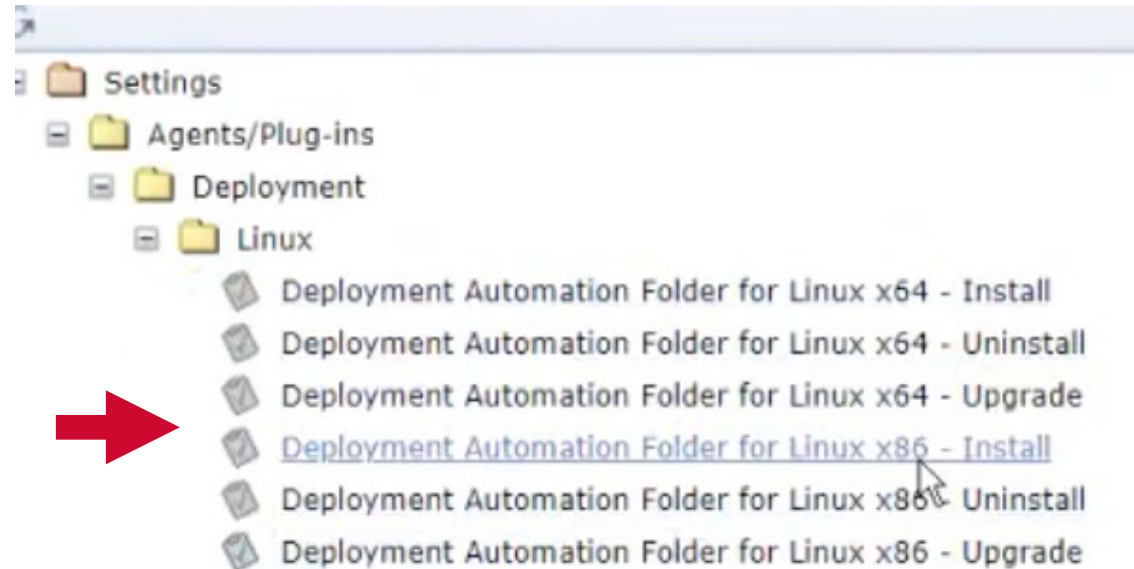 Settings
Agents/Plug-ins
Deployment
Linux
Deployment Automation Folder for Linux x64 - Install
Deployment Automation Folder for Linux x64 - Uninstall
Deployment Automation Folder for Linux x64 - Upgrade
Deployment Automation Folder for Linux x86 - Install
Deployment Automation Folder for Linux x86 - Uninstall
Deployment Automation Folder for Linux x86 - Upgrade